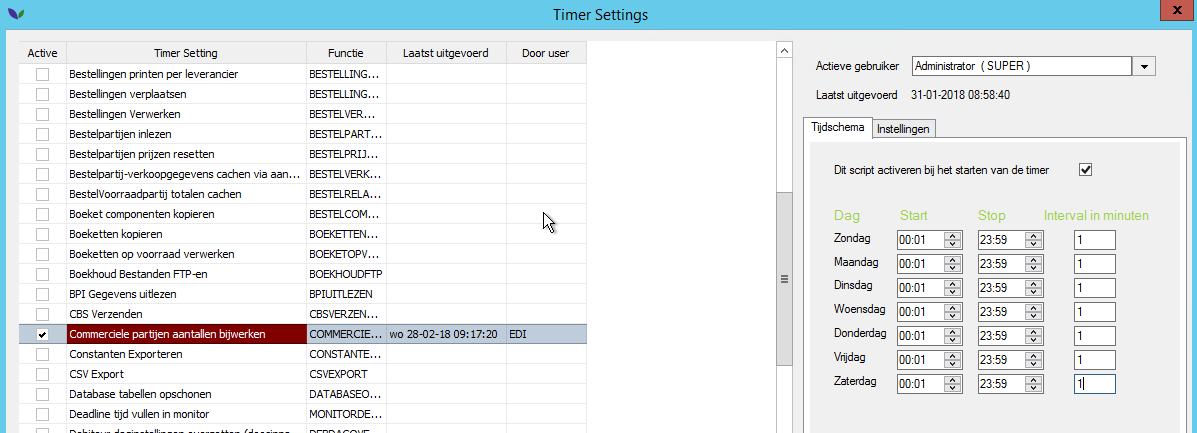 Timer Settings
x
Active Timer Setting Functie Laatst uitgevoerd Door user
Bestellingen printen per leverancier BESTELLING...
Bestellingen verplaatsen BESTELLING...
Bestellingen Verwerken BESTELVER...
Bestelpartijen inlezen BESTELPART...
Bestelpartijen prijzen resetten BESTELPRIJ...
Bestelpartij-verkoopgegevens cachen via aan... BESTELVERK...
BestelVoorraadpartij totalen cachen BESTELRELA...
Boeket componenten kopieren BESTELCOM...
Boeketten kopieren BOEKETTEN...
Boeketten op voorraad verwerken BOEKETOPV...
Boekhoud Bestanden FTP-en BOEKHOUDFTP
BPI Gegevens uitlezen BPIUITLEZEN
CBS Verzenden CBSVERZEN...
Commerciele partijen aantallen bijwerken COMMERCIE... wo 28-02-18 09:17:20 EDI
Constanten Exporteren CONSTANTE...
CSV Export CSVEXPORT
Database tabellen opschonen DATABASEO...
Deadline tijd vullen in monitor MONITORDE...
Actieve gebruiker Administrator ( SUPER )
Laatst uitgevoerd 31-01-2018 08:58:40
Tijdschema Instellingen
Dit script activeren bij het starten van de timer
Dag Start Stop Interval in minuten
Zondag 00:01 23:59 1
Maandag 00:01 23:59 1
Dinsdag 00:01 23:59 1
Woensdag 00:01 23:59 1
Donderdag 00:01 23:59 1
Vrijdag 00:01 23:59 1
Zaterdag 00:01 23:59 1